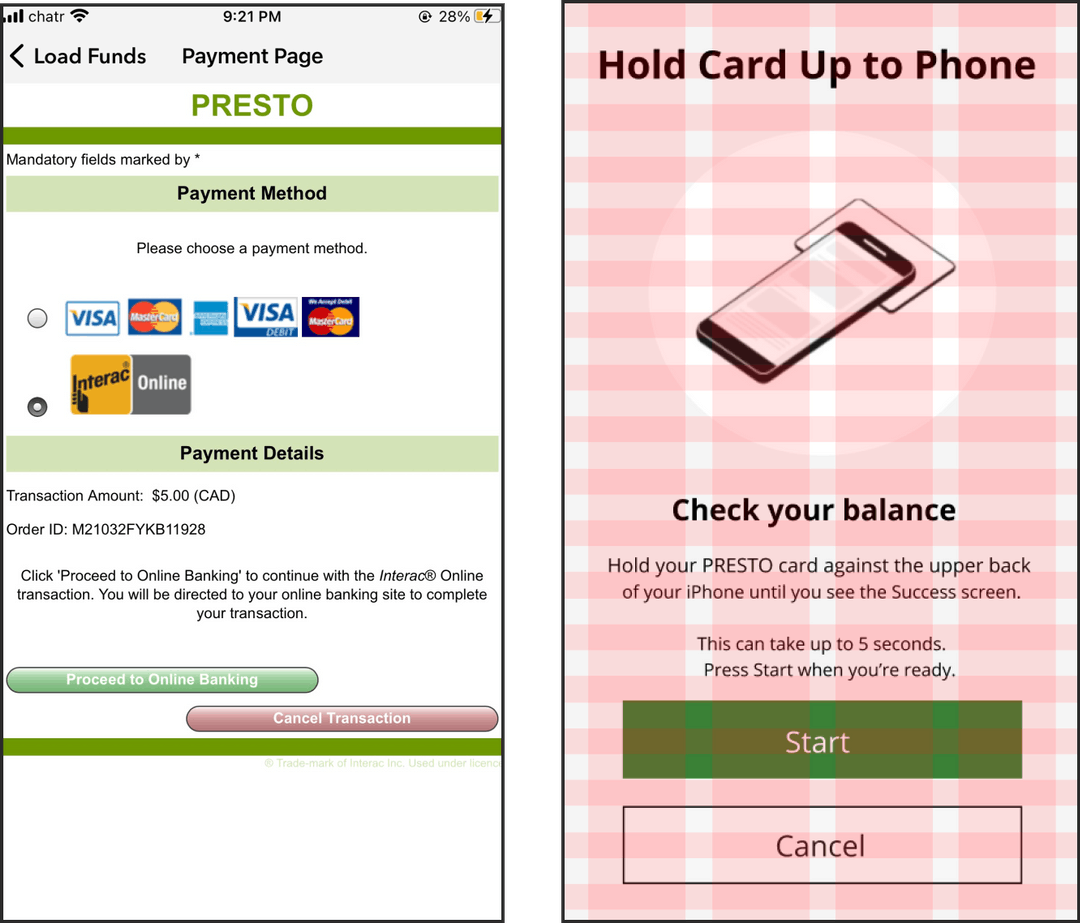 chatr 9:21 PM 28%
Load Funds Payment Page
PRESTO
Mandatory fields marked by *
Payment Method
Please choose a payment method.
VISA MasterCard AMERICAN EXPRESS VISA DEBIT We Accept Debit MasterCard
Interac® Online
Payment Details
Transaction Amount: $5.00 (CAD)
Order ID: M21032FYKB11928
Click 'Proceed to Online Banking' to continue with the Interac® Online
transaction. You will be directed to your online banking site to complete
your transaction.
Proceed to Online Banking
Cancel Transaction
® Trade-mark of Interac Inc. Used under licenc
Hold Card Up to Phone
Check your balance
Hold your PRESTO card against the upper back
of your iPhone until you see the Success screen.
This can take up to 5 seconds.
Press Start when you’re ready.
Start
Cancel